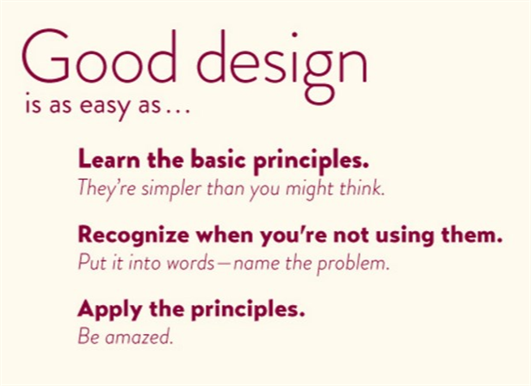 Good design
is as easy as...
Learn the basic principles.
They're simpler than you might think.
Recognize when you're not using them.
Put it into words—name the problem.
Apply the principles.
Be amazed.